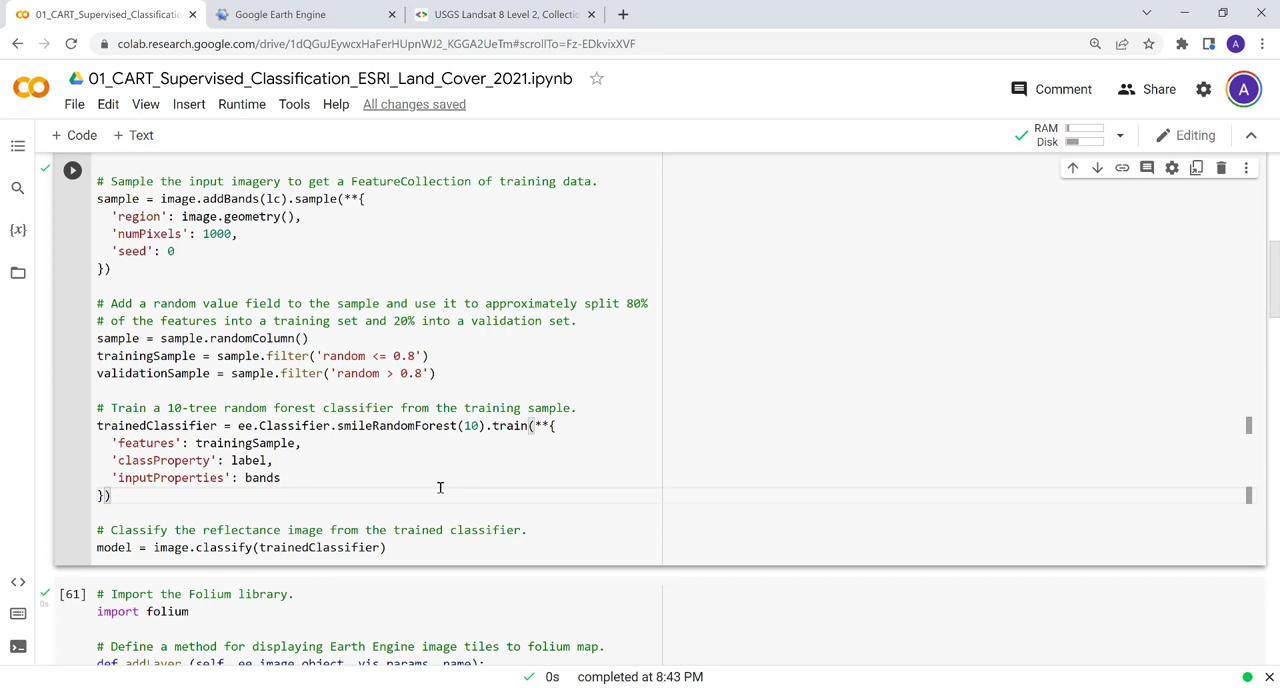 01_CART_Supervised_Classificatio
Google Earth Engine
USGS Landsat 8 Level 2, Collectio
colab.research.google.com/drive/1dQGuJEywcxHaFerHUpnWJ2_KGGA2UeTm#scrollTo=Fz-EDkvixXVF
A
01_CART_Supervised_Classification_ESRI_Land_Cover_2021.ipynb
Comment
Share
A
File Edit View Insert Runtime Tools Help All changes saved
+ Code + Text
RAM
Disk
Editing
# Sample the input imagery to get a FeatureCollection of training data.
sample = image.addBands(lc).sample(**{
'region': image.geometry(),
'numPixels': 1000,
'seed': 0
})
# Add a random value field to the sample and use it to approximately split 80%
# of the features into a training set and 20% into a validation set.
sample = sample.randomColumn()
trainingSample = sample.filter('random <= 0.8')
validationSample = sample.filter('random > 0.8')
# Train a 10-tree random forest classifier from the training sample.
trainedClassifier = ee.Classifier.smileRandomForest(10).train(**{
'features': trainingSample,
'classProperty': label,
'inputProperties': bands
})
# Classify the reflectance image from the trained classifier.
model = image.classify(trainedClassifier)
[61] # Import the Folium library.
0s
import folium
# Define a method for displaying Earth Engine image tiles to folium map.
def addLayer (self, ee_image_object, vis_params, name):
0s completed at 8:43 PM